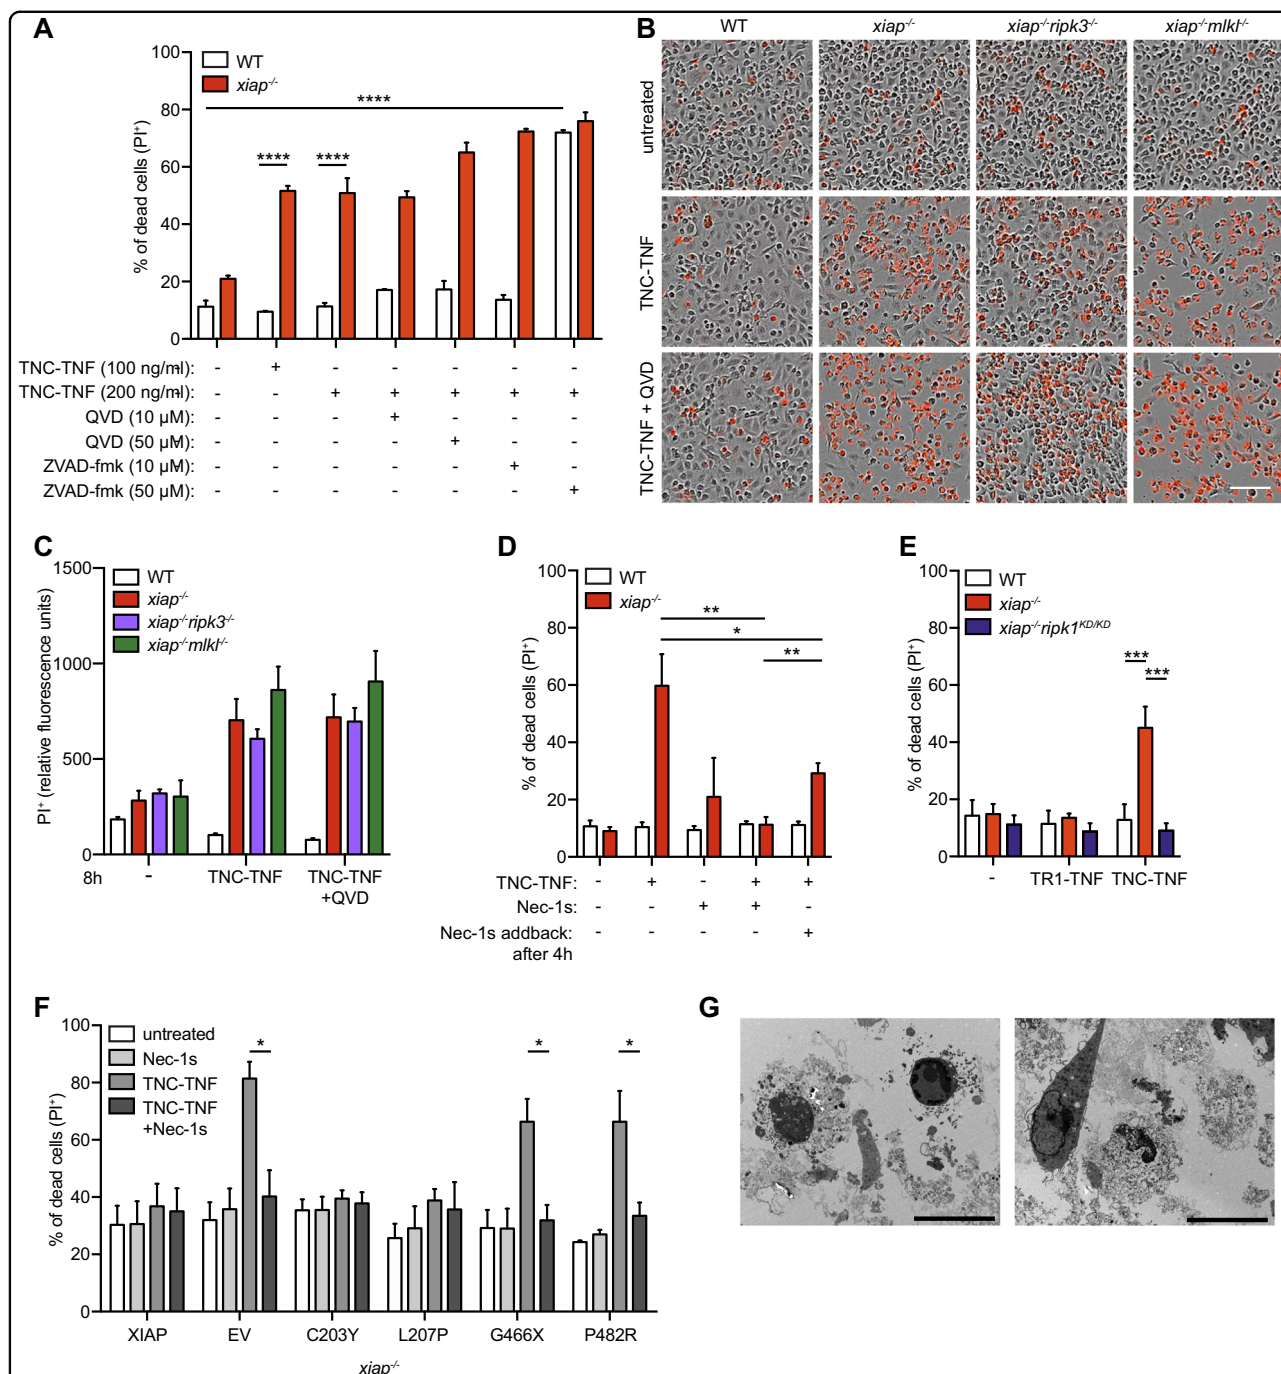 A
% of dead cells (PI⁺)
100
80
60
40
20
0
WT
xiap⁻/⁻
****
****
****
TNC-TNF (100 ng/ml): - + - - - - -
TNC-TNF (200 ng/ml): - - + + + + +
QVD (10 µM): - - - + - - -
QVD (50 µM): - - - - + - -
ZVAD-fmk (10 µM): - - - - - + -
ZVAD-fmk (50 µM): - - - - - - +
B
WT xiap⁻/⁻ xiap⁻/⁻ripk3⁻/⁻ xiap⁻/⁻mlkl⁻/⁻
untreated
TNC-TNF
TNC-TNF + QVD
C
PI⁺ (relative fluorescence units)
1500
1000
500
0
WT
xiap⁻/⁻
xiap⁻/⁻ripk3⁻/⁻
xiap⁻/⁻mlkl⁻/⁻
8h - TNC-TNF TNC-TNF
+QVD
D
% of dead cells (PI⁺)
100
80
60
40
20
0
WT
xiap⁻/⁻
**
*
**
TNC-TNF: - + - + +
Nec-1s: - - + + -
Nec-1s addback: - - - - +
after 4h
E
% of dead cells (PI⁺)
100
80
60
40
20
0
WT
xiap⁻/⁻
xiap⁻/⁻ripk1ᴷᴰ/ᴷᴰ
***
***
- TR1-TNF TNC-TNF
F
% of dead cells (PI⁺)
100
80
60
40
20
0
untreated
Nec-1s
TNC-TNF
TNC-TNF
+Nec-1s
*
*
*
XIAP EV C203Y L207P G466X P482R
xiap⁻/⁻
G